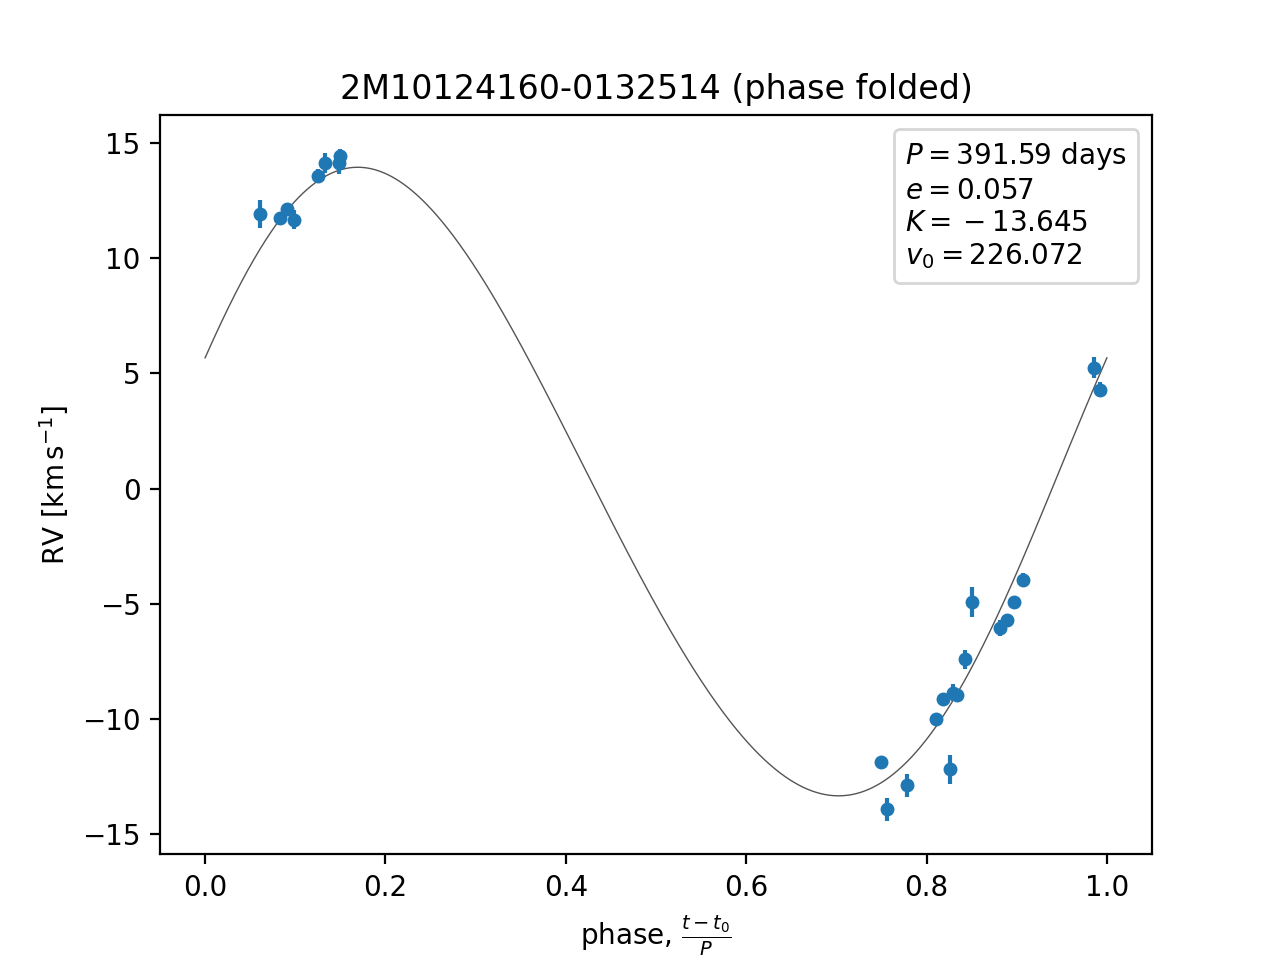 2M10124160-0132514 (phase folded)
P = 391.59 days
e = 0.057
K = −13.645
v₀ = 226.072
15
10
5
0
−5
−10
−15
RV [km s⁻¹]
0.0 0.2 0.4 0.6 0.8 1.0
phase, (t − t₀)/P